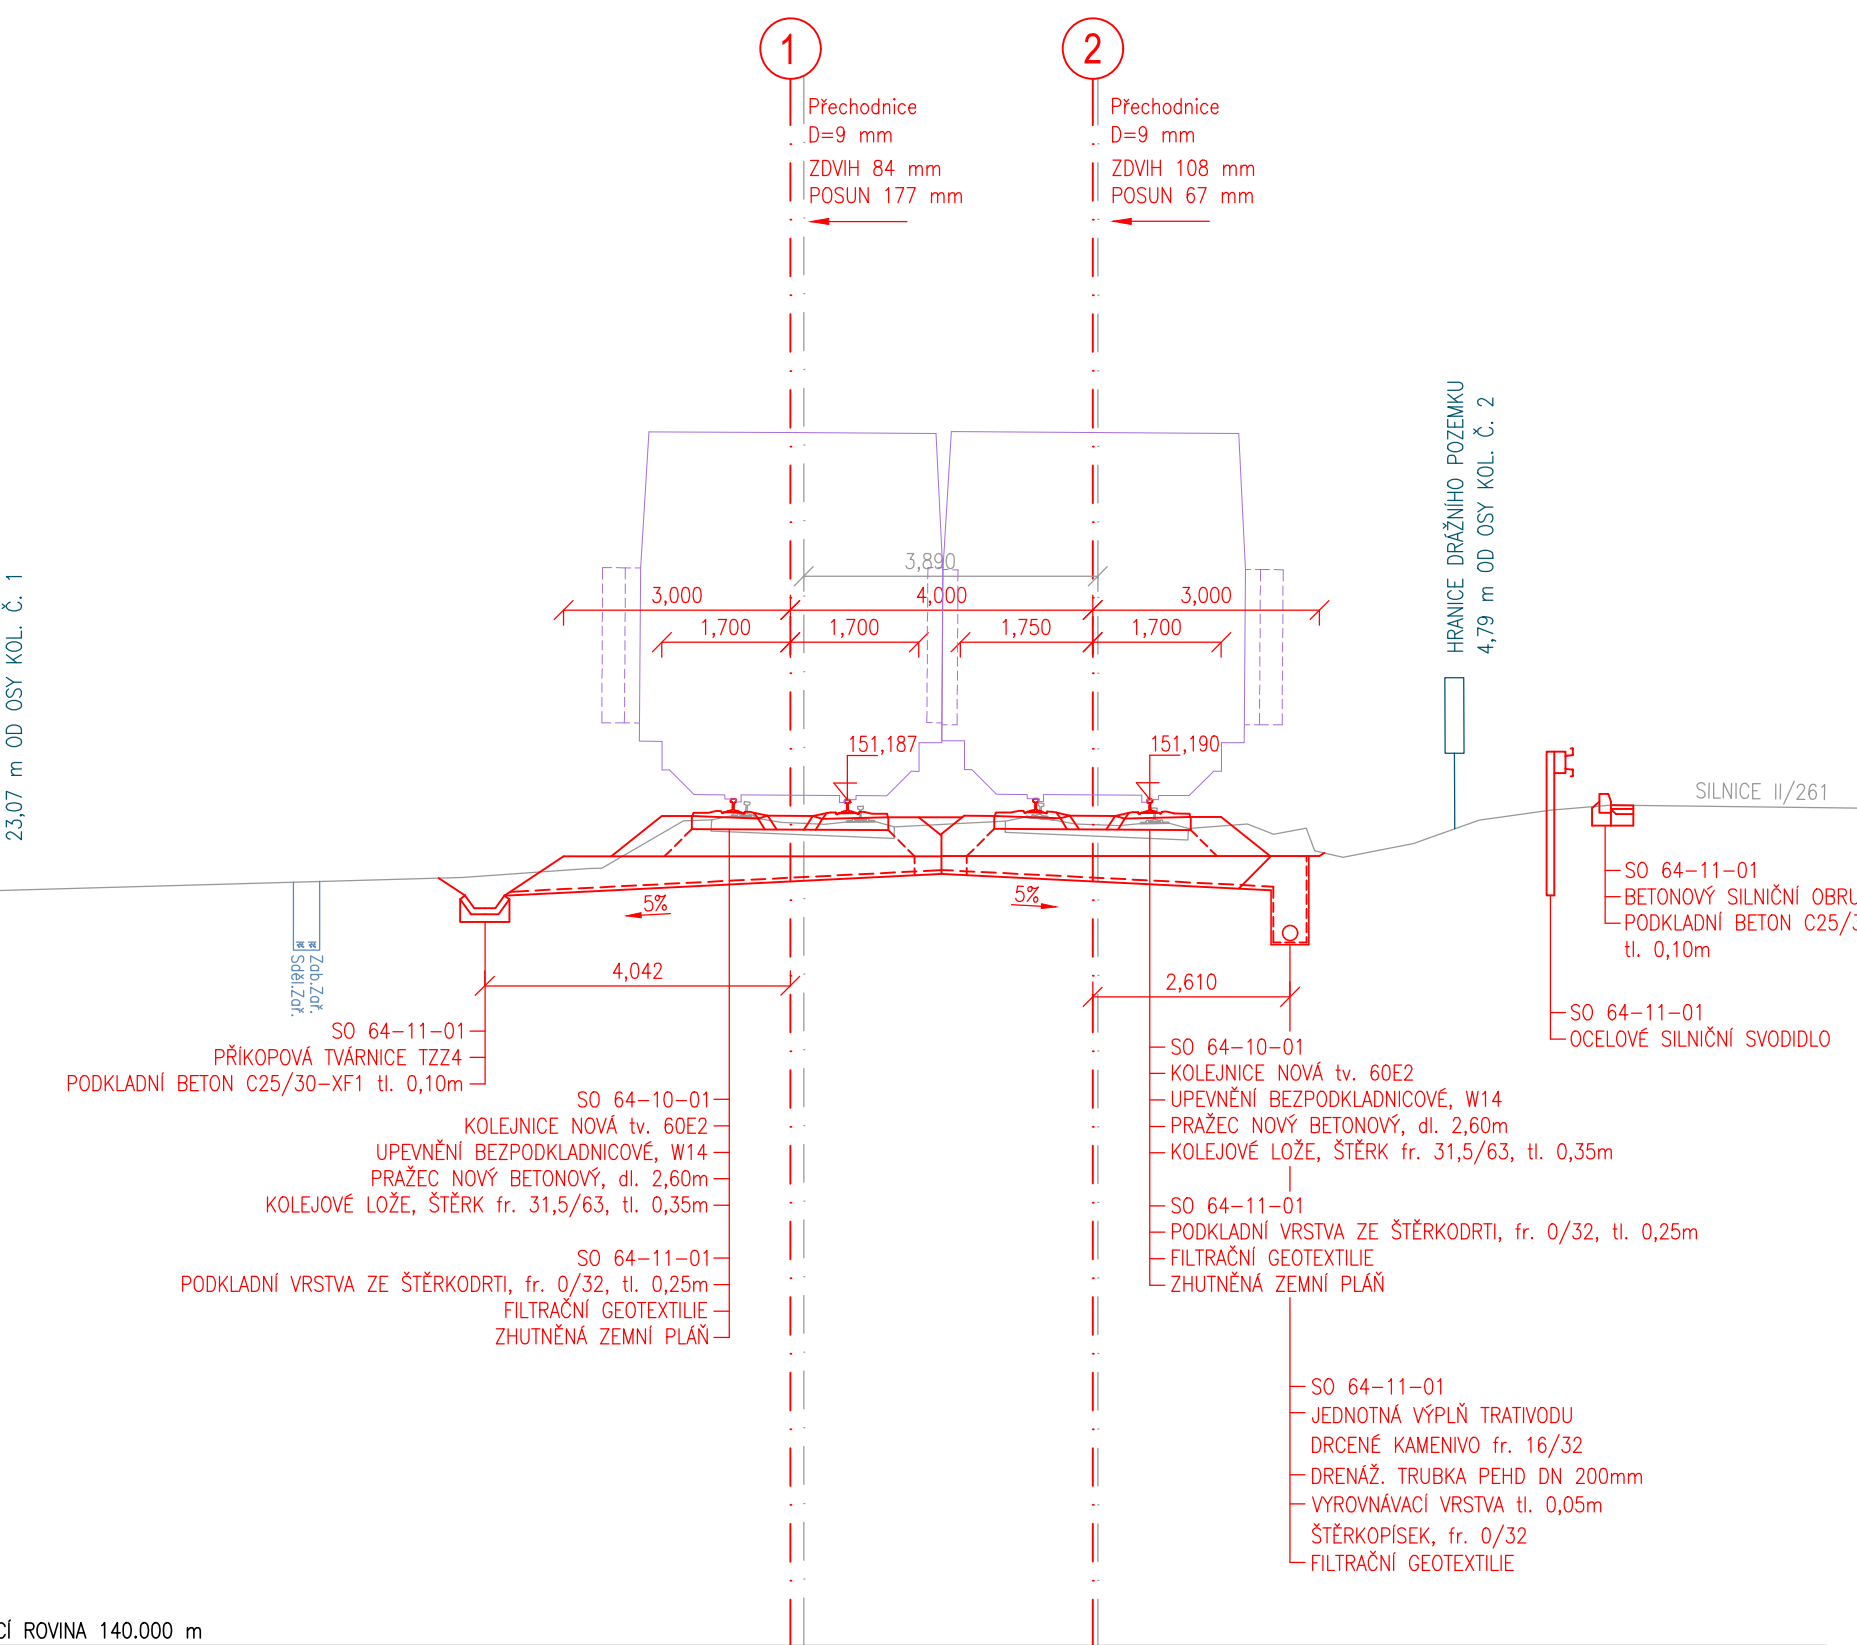 1
2
Přechodnice
D=9 mm
ZDVIH 84 mm
POSUN 177 mm
Přechodnice
D=9 mm
ZDVIH 108 mm
POSUN 67 mm
23,07 m OD OSY KOL. Č. 1
HRANICE DRÁŽNÍHO POZEMKU
4,79 m OD OSY KOL. Č. 2
3,890
3,000
4,000
3,000
1,700
1,700
1,750
1,700
151,187
151,190
SILNICE II/261
5%
5%
Zab.Zař.
Sděl.Zař.
4,042
2,610
SO 64-11-01
BETONOVÝ SILNIČNÍ
PODKLADNÍ BETON
tl. 0,10m
SO 64-11-01
OCELOVÉ SILNIČNÍ SVODIDLO
SO 64-11-01
PŘÍKOPOVÁ TVÁRNICE TZZ4
PODKLADNÍ BETON C25/30-XF1 tl. 0,10m
SO 64-10-01
KOLEJNICE NOVÁ tv. 60E2
UPEVNĚNÍ BEZPODKLADNICOVÉ, W14
PRAŽEC NOVÝ BETONOVÝ, dl. 2,60m
KOLEJOVÉ LOŽE, ŠTĚRK fr. 31,5/63, tl. 0,35m
SO 64-11-01
PODKLADNÍ VRSTVA ZE ŠTĚRKODRTI, fr. 0/32, tl. 0,25m
FILTRAČNÍ GEOTEXTILIE
ZHUTNĚNÁ ZEMNÍ PLÁŇ
SO 64-10-01
KOLEJNICE NOVÁ tv. 60E2
UPEVNĚNÍ BEZPODKLADNICOVÉ, W14
PRAŽEC NOVÝ BETONOVÝ, dl. 2,60m
KOLEJOVÉ LOŽE, ŠTĚRK fr. 31,5/63, tl. 0,35m
SO 64-11-01
PODKLADNÍ VRSTVA ZE ŠTĚRKODRTI, fr. 0/32, tl. 0,25m
FILTRAČNÍ GEOTEXTILIE
ZHUTNĚNÁ ZEMNÍ PLÁŇ
SO 64-11-01
JEDNOTNÁ VÝPLŇ TRATIVODU
DRCENÉ KAMENIVO fr. 16/32
DRENÁŽ. TRUBKA PEHD DN 200mm
VYROVNÁVACÍ VRSTVA tl. 0,05m
ŠTĚRKOPÍSEK, fr. 0/32
FILTRAČNÍ GEOTEXTILIE
ROVINA 140.000 m